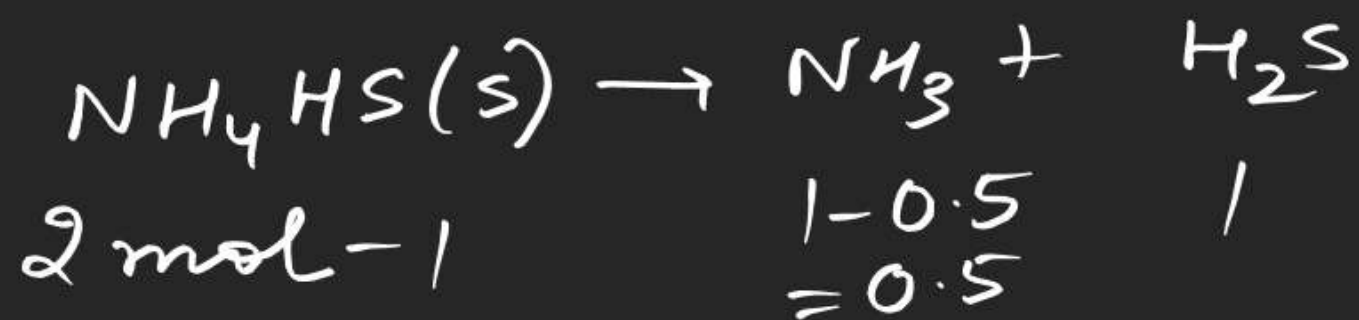 NH₄HS(s) → NH₃ + H₂S
2 mol - 1 1 - 0.5 1
= 0.5